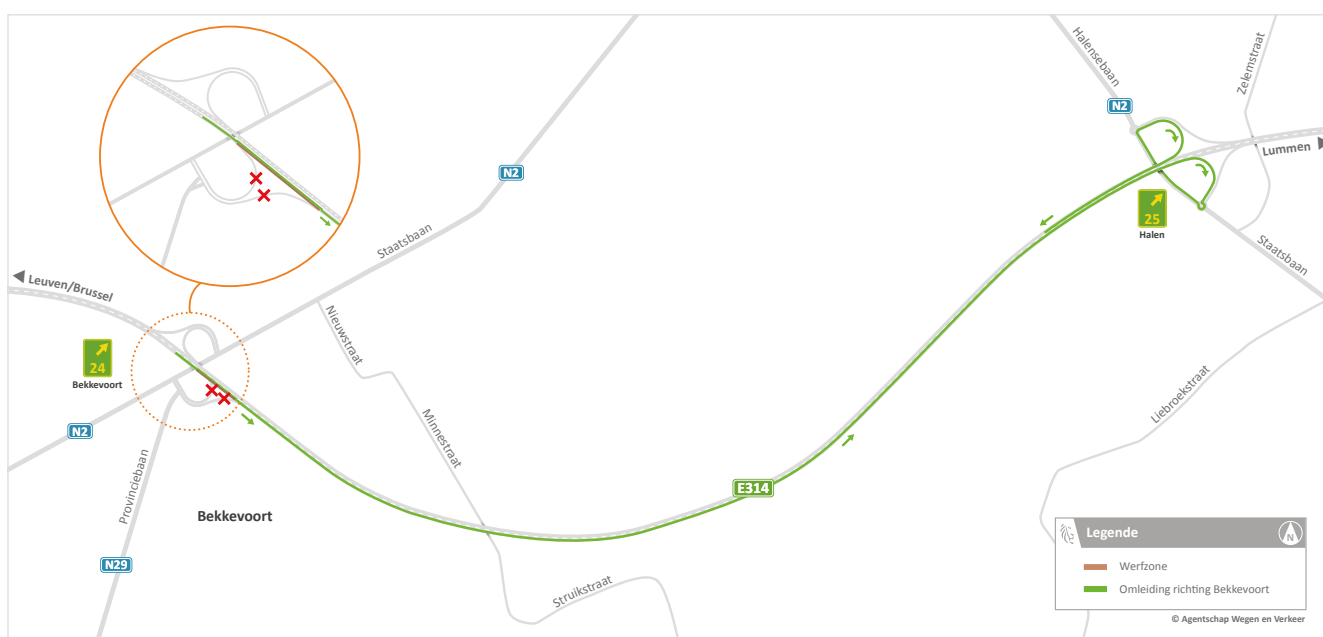 Halensebaan
Zelemstraat
N2
Lummen
N2
25
Halen
Staatsbaan
Staatsbaan
Leuven/Brussel
Nieuwstraat
24
Bekkevoort
Minnestraat
Liebroekstraat
N2
Provinciebaan
E314
Bekkevoort
N29
Struikstraat
Legende
N
Werfzone
Omleiding richting Bekkevoort
© Agentschap Wegen en Verkeer